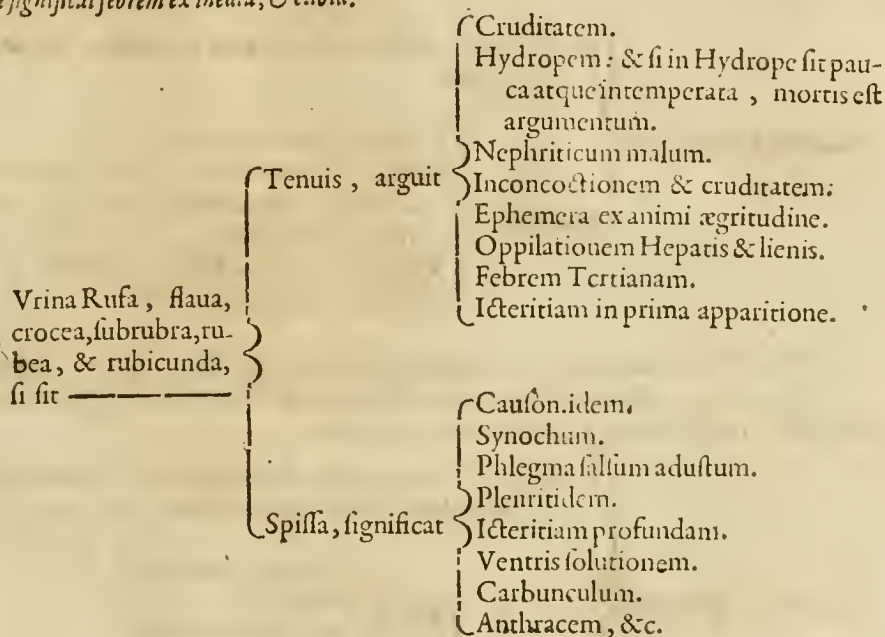 significat febrem ex
Cruditatem.
Hydropem: & ſi in Hydrope ſit pau-
ca atque intemperata, mortis eſt
argumentum.
Nephriticum malum.
Tenuis, arguit
Inconcoctionem & cruditatem:
Ephemera ex animi ægritudine.
Oppilationem Hepatis & lienis.
Febrem Tertianam.
Icteritiam in prima apparitione.
Vrina Rufa, flaua,
crocea, ſubrubra, ru-
bea, & rubicunda,
ſi ſit
Cauſon. idem.
Synochum.
Phlegma ſalſum aduſtum.
Pleuritidem.
Spiſſa, ſignificat
Icteritiam profundam.
Ventris ſolutionem.
Carbunculum.
Anthracem, &c.